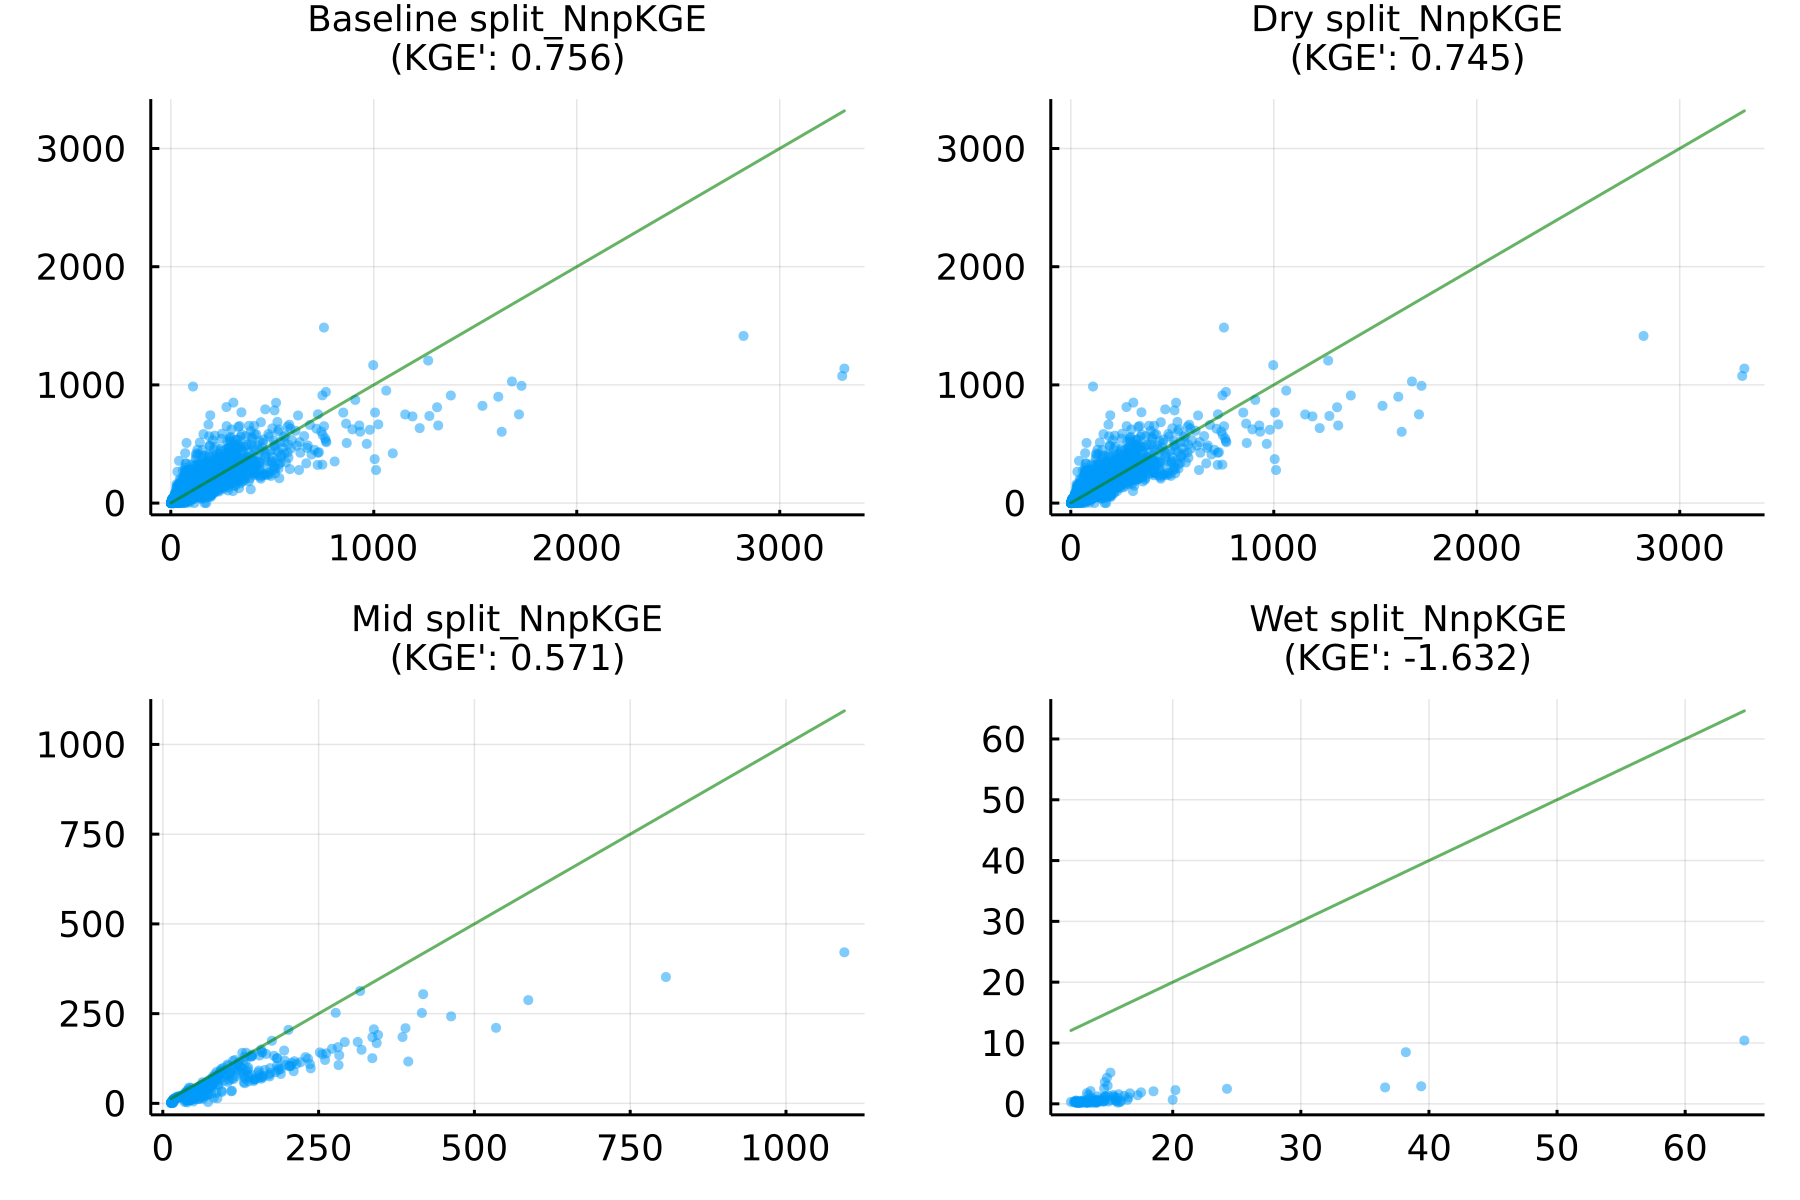 Baseline split_NnpKGE
(KGE': 0.756)
3000
2000
1000
0
0 1000 2000 3000
Dry split_NnpKGE
(KGE': 0.745)
3000
2000
1000
0
0 1000 2000 3000
Mid split_NnpKGE
(KGE': 0.571)
1000
750
500
250
0
0 250 500 750 1000
Wet split_NnpKGE
(KGE': -1.632)
60
50
40
30
20
10
0
20 30 40 50 60